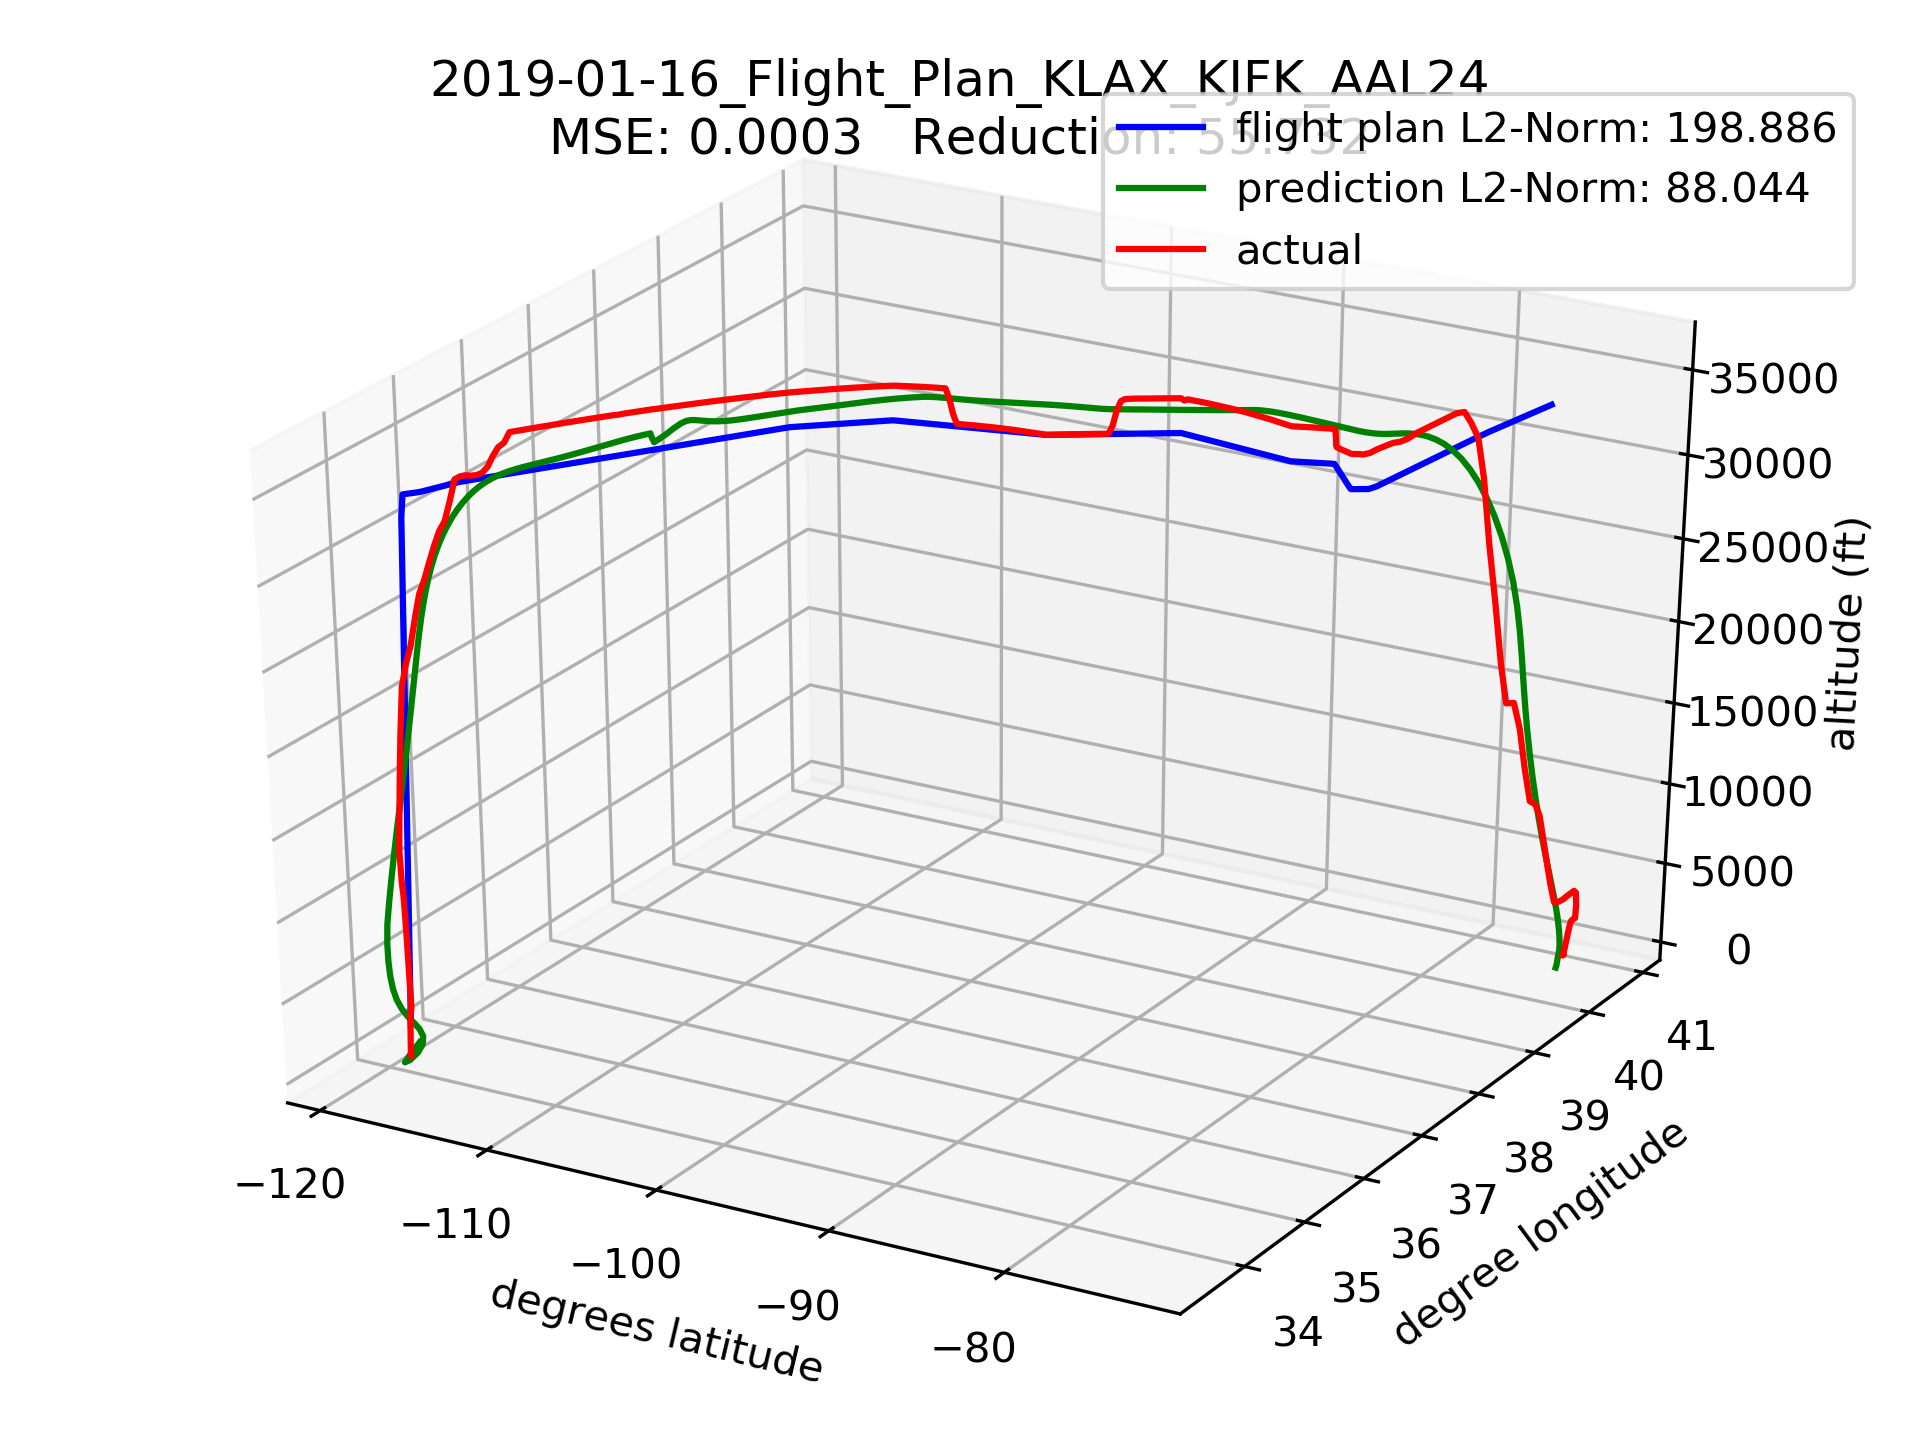 2019-01-16_Flight_Plan_KLAX_KJFK_AAL24
MSE: 0.0003 Reduction: 55.732
flight plan L2-Norm: 198.886
prediction L2-Norm: 88.044
actual
35000
30000
25000
20000
15000
10000
5000
0
altitude (ft)
−120
−110
−100
−90
−80
degrees latitude
34
35
36
37
38
39
40
41
degree longitude